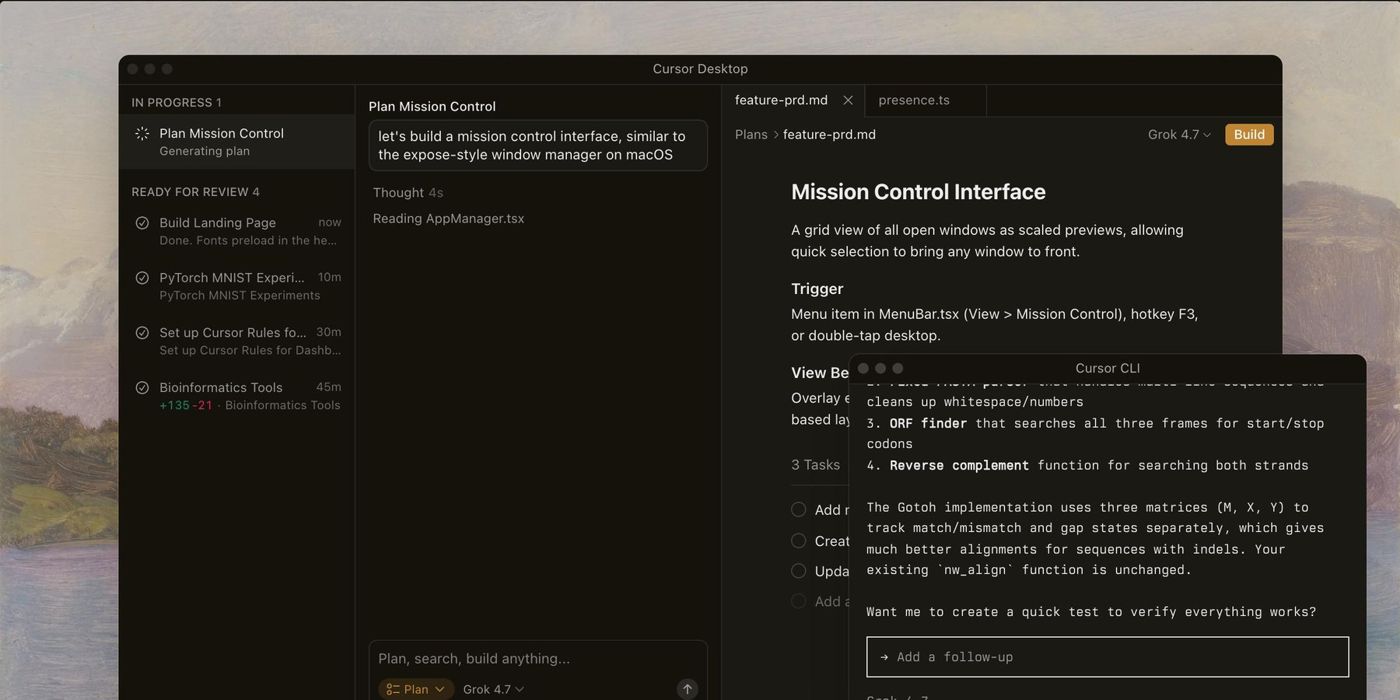 Cursor Desktop
IN PROGRESS 1
Plan Mission Control
Generating plan
READY FOR REVIEW 4
Build Landing Page now
Done. Fonts preload in the he...
PyTorch MNIST Experi... 10m
PyTorch MNIST Experiments
Set up Cursor Rules fo... 30m
Set up Cursor Rules for Dashb...
Bioinformatics Tools 45m
+135 -21 · Bioinformatics Tools
Plan Mission Control
let's build a mission control interface, similar to
the expose-style window manager on macOS
Thought 4s
Reading AppManager.tsx
Plan, search, build anything...
Plan Grok 4.7
feature-prd.md presence.ts
Plans > feature-prd.md Grok 4.7 Build
Mission Control Interface
A grid view of all open windows as scaled previews, allowing
quick selection to bring any window to front.
Trigger
Menu item in MenuBar.tsx (View > Mission Control), hotkey F3,
or double-tap desktop.
View Be
Overlay
based lay
3 Tasks
Add
Creat
Upda
Add a
Cursor CLI
cleans up whitespace/numbers
3. ORF finder that searches all three frames for start/stop
codons
4. Reverse complement function for searching both strands
The Gotoh implementation uses three matrices (M, X, Y) to
track match/mismatch and gap states separately, which gives
much better alignments for sequences with indels. Your
existing `nw_align` function is unchanged.
Want me to create a quick test to verify everything works?
→ Add a follow-up